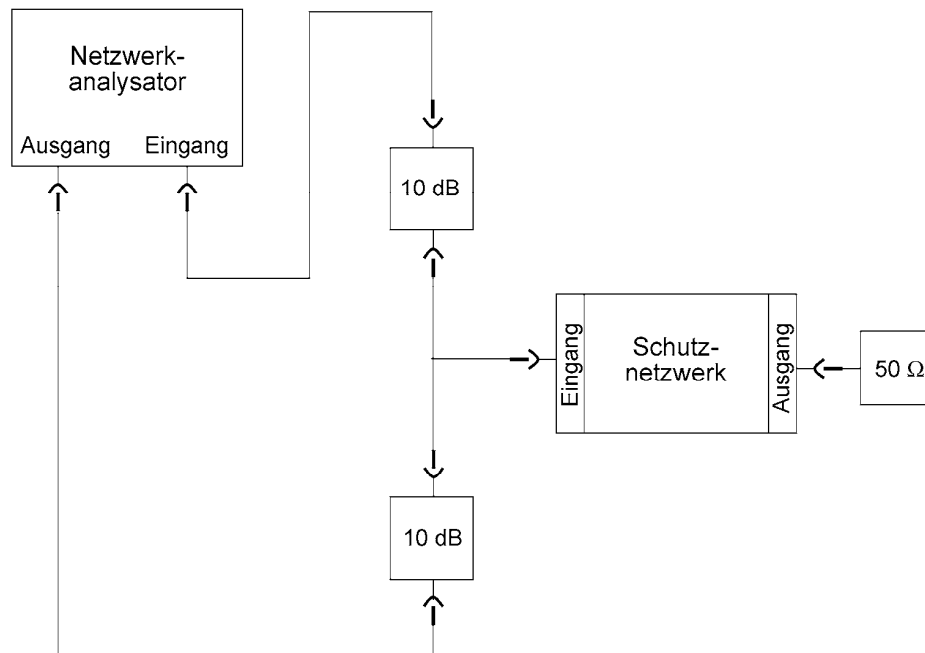 Netzwerk-
analysator
Ausgang Eingang
10 dB
Eingang
Schutz-
netzwerk
Ausgang
50 Ω
10 dB